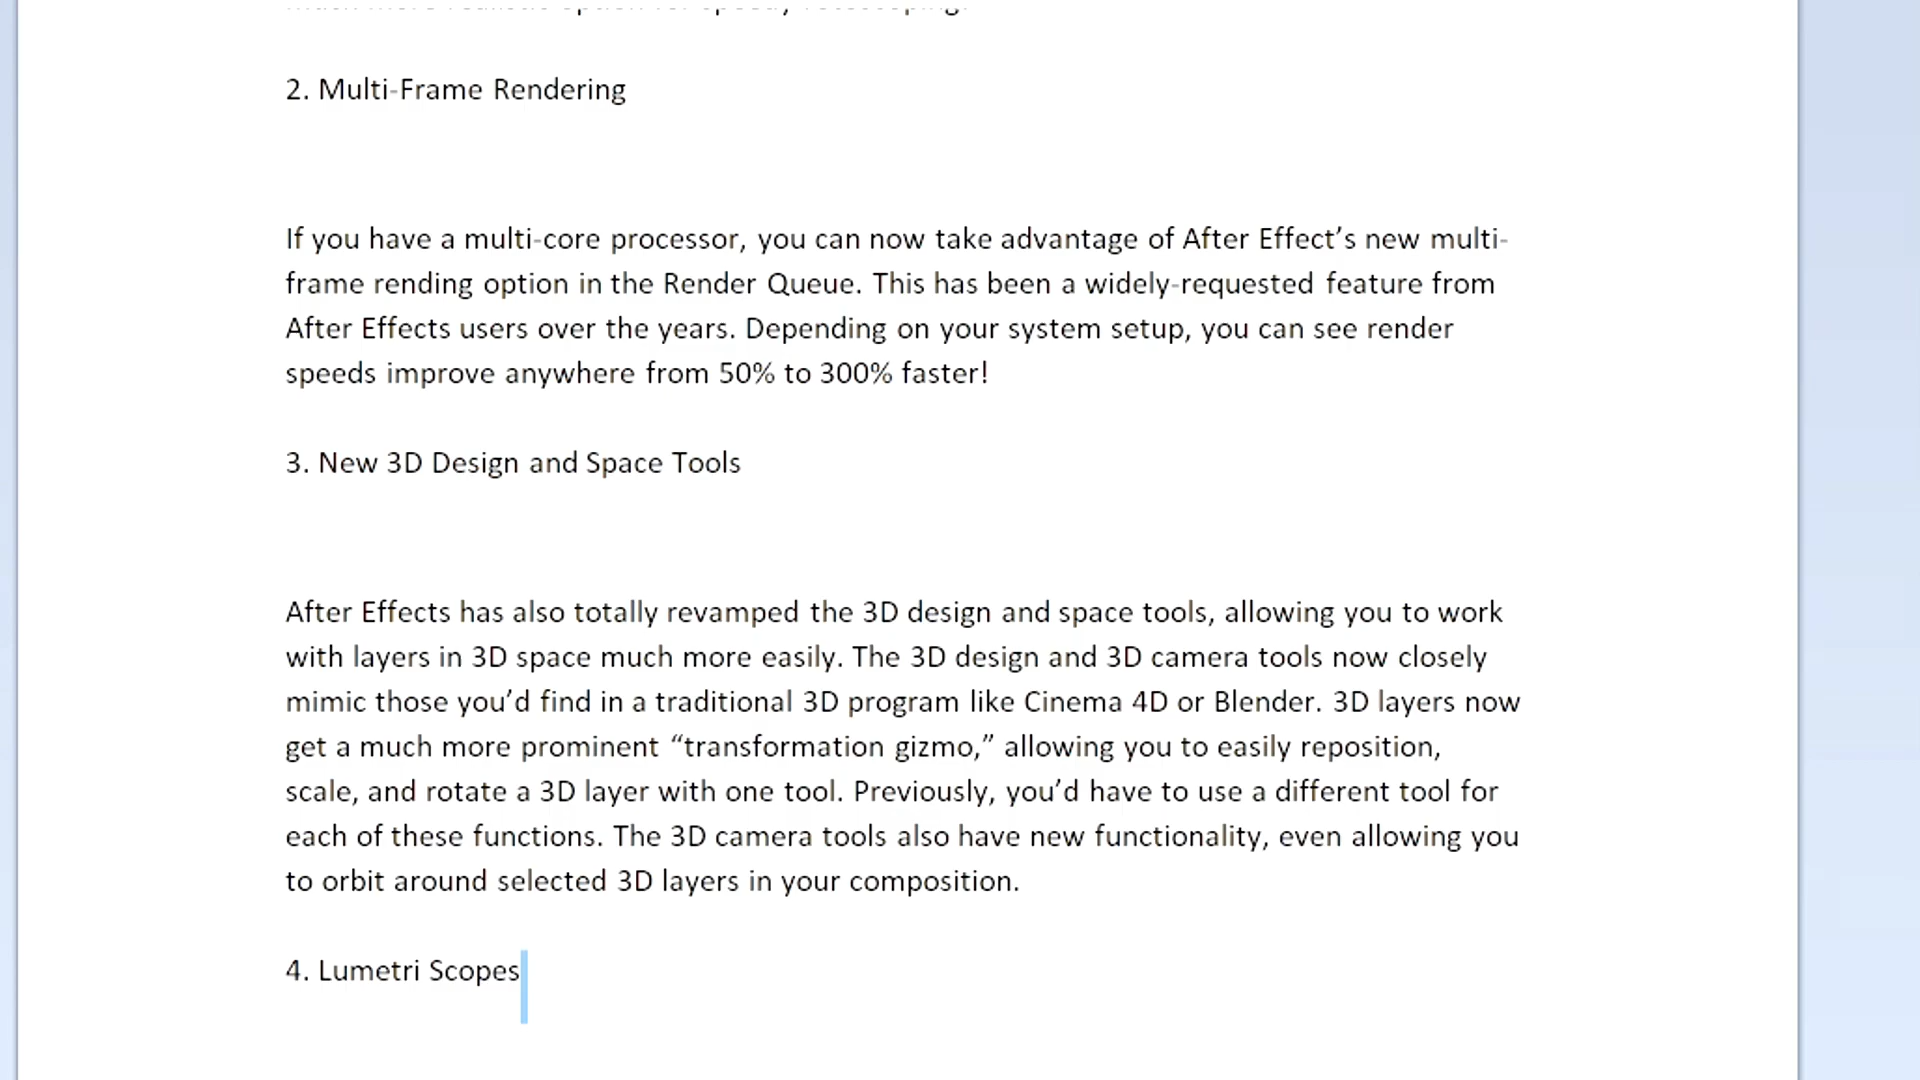 2. Multi-Frame Rendering
If you have a multi-core processor, you can now take advantage of After Effect’s new multi-
frame rending option in the Render Queue. This has been a widely-requested feature from
After Effects users over the years. Depending on your system setup, you can see render
speeds improve anywhere from 50% to 300% faster!
3. New 3D Design and Space Tools
After Effects has also totally revamped the 3D design and space tools, allowing you to work
with layers in 3D space much more easily. The 3D design and 3D camera tools now closely
mimic those you’d find in a traditional 3D program like Cinema 4D or Blender. 3D layers now
get a much more prominent “transformation gizmo,” allowing you to easily reposition,
scale, and rotate a 3D layer with one tool. Previously, you’d have to use a different tool for
each of these functions. The 3D camera tools also have new functionality, even allowing you
to orbit around selected 3D layers in your composition.
4. Lumetri Scopes